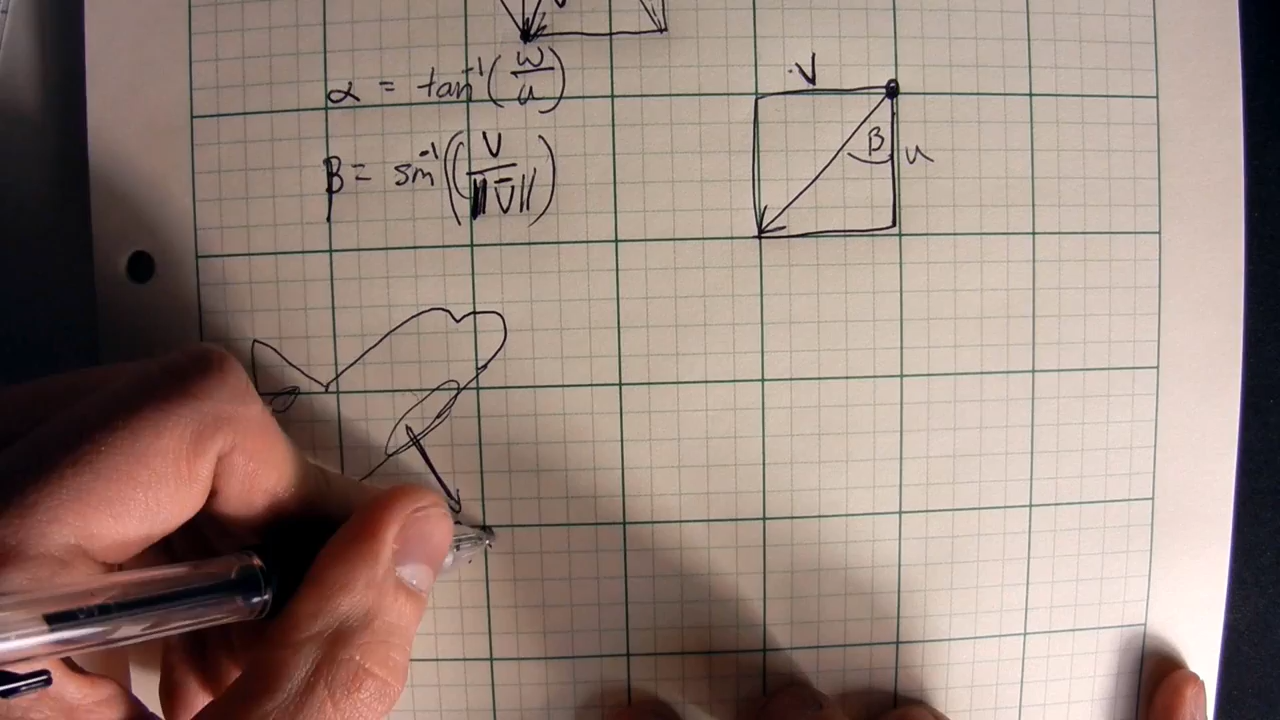 α = tan⁻¹(w/u)
β = sin⁻¹(v/‖v̄‖)
v
β
u